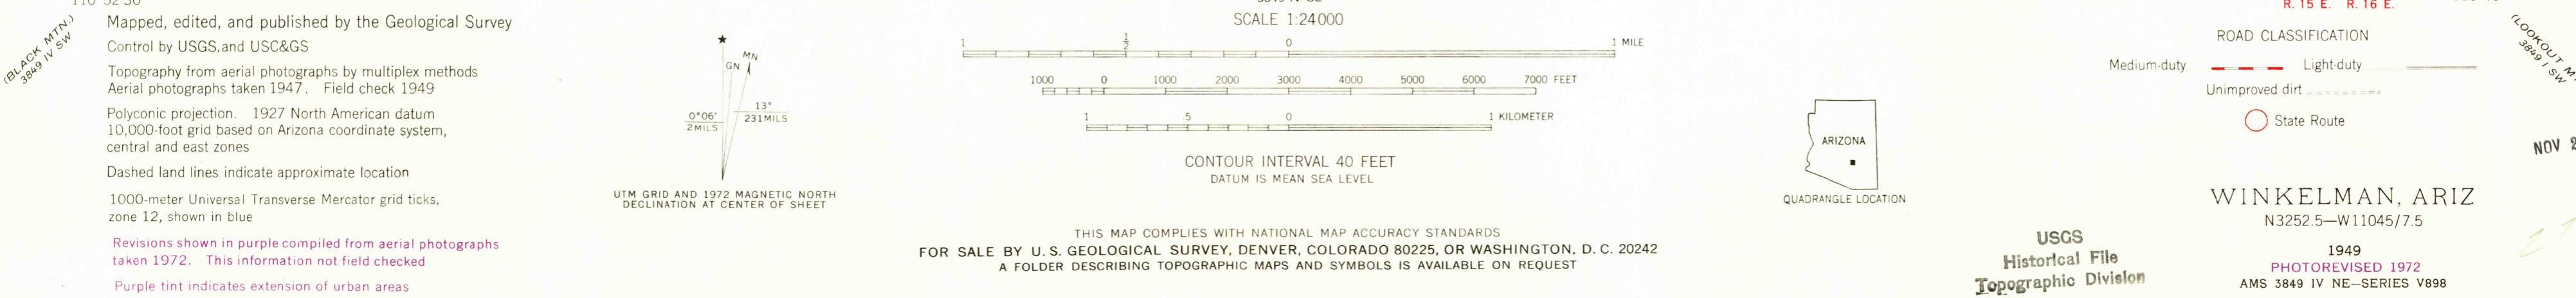 (BLACK MTN.)
3849 IV SW
Mapped, edited, and published by the Geological Survey
Control by USGS, and USC&GS
Topography from aerial photographs by multiplex methods
Aerial photographs taken 1947. Field check 1949
Polyconic projection. 1927 North American datum
10,000-foot grid based on Arizona coordinate system,
central and east zones
Dashed land lines indicate approximate location
1000-meter Universal Transverse Mercator grid ticks,
zone 12, shown in blue
Revisions shown in purple compiled from aerial photographs
taken 1972. This information not field checked
Purple tint indicates extension of urban areas
★
MN
GN
13°
231 MILS
0°06'
2 MILS
UTM GRID AND 1972 MAGNETIC NORTH
DECLINATION AT CENTER OF SHEET
SCALE 1:24000
1 ½ 0 1 MILE
1000 0 1000 2000 3000 4000 5000 6000 7000 FEET
1 .5 0 1 KILOMETER
CONTOUR INTERVAL 40 FEET
DATUM IS MEAN SEA LEVEL
THIS MAP COMPLIES WITH NATIONAL MAP ACCURACY STANDARDS
FOR SALE BY U. S. GEOLOGICAL SURVEY, DENVER, COLORADO 80225, OR WASHINGTON, D. C. 20242
A FOLDER DESCRIBING TOPOGRAPHIC MAPS AND SYMBOLS IS AVAILABLE ON REQUEST
ARIZONA
QUADRANGLE LOCATION
R. 15 E. R. 16 E.
ROAD CLASSIFICATION
Medium-duty Light-duty
Unimproved dirt
State Route
(LOOKOUT
3849 I SW
NOV
WINKELMAN, ARIZ
N3252.5—W11045/7.5
1949
PHOTOREVISED 1972
AMS 3849 IV NE—SERIES V898
USGS
Historical File
Topographic Division